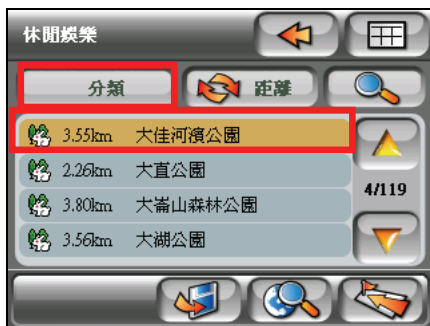 休閒娛樂
分類 距離
3.55km 大佳河濱公園
2.26km 大直公園
4/119
3.80km 大崙山森林公園
3.56km 大湖公園